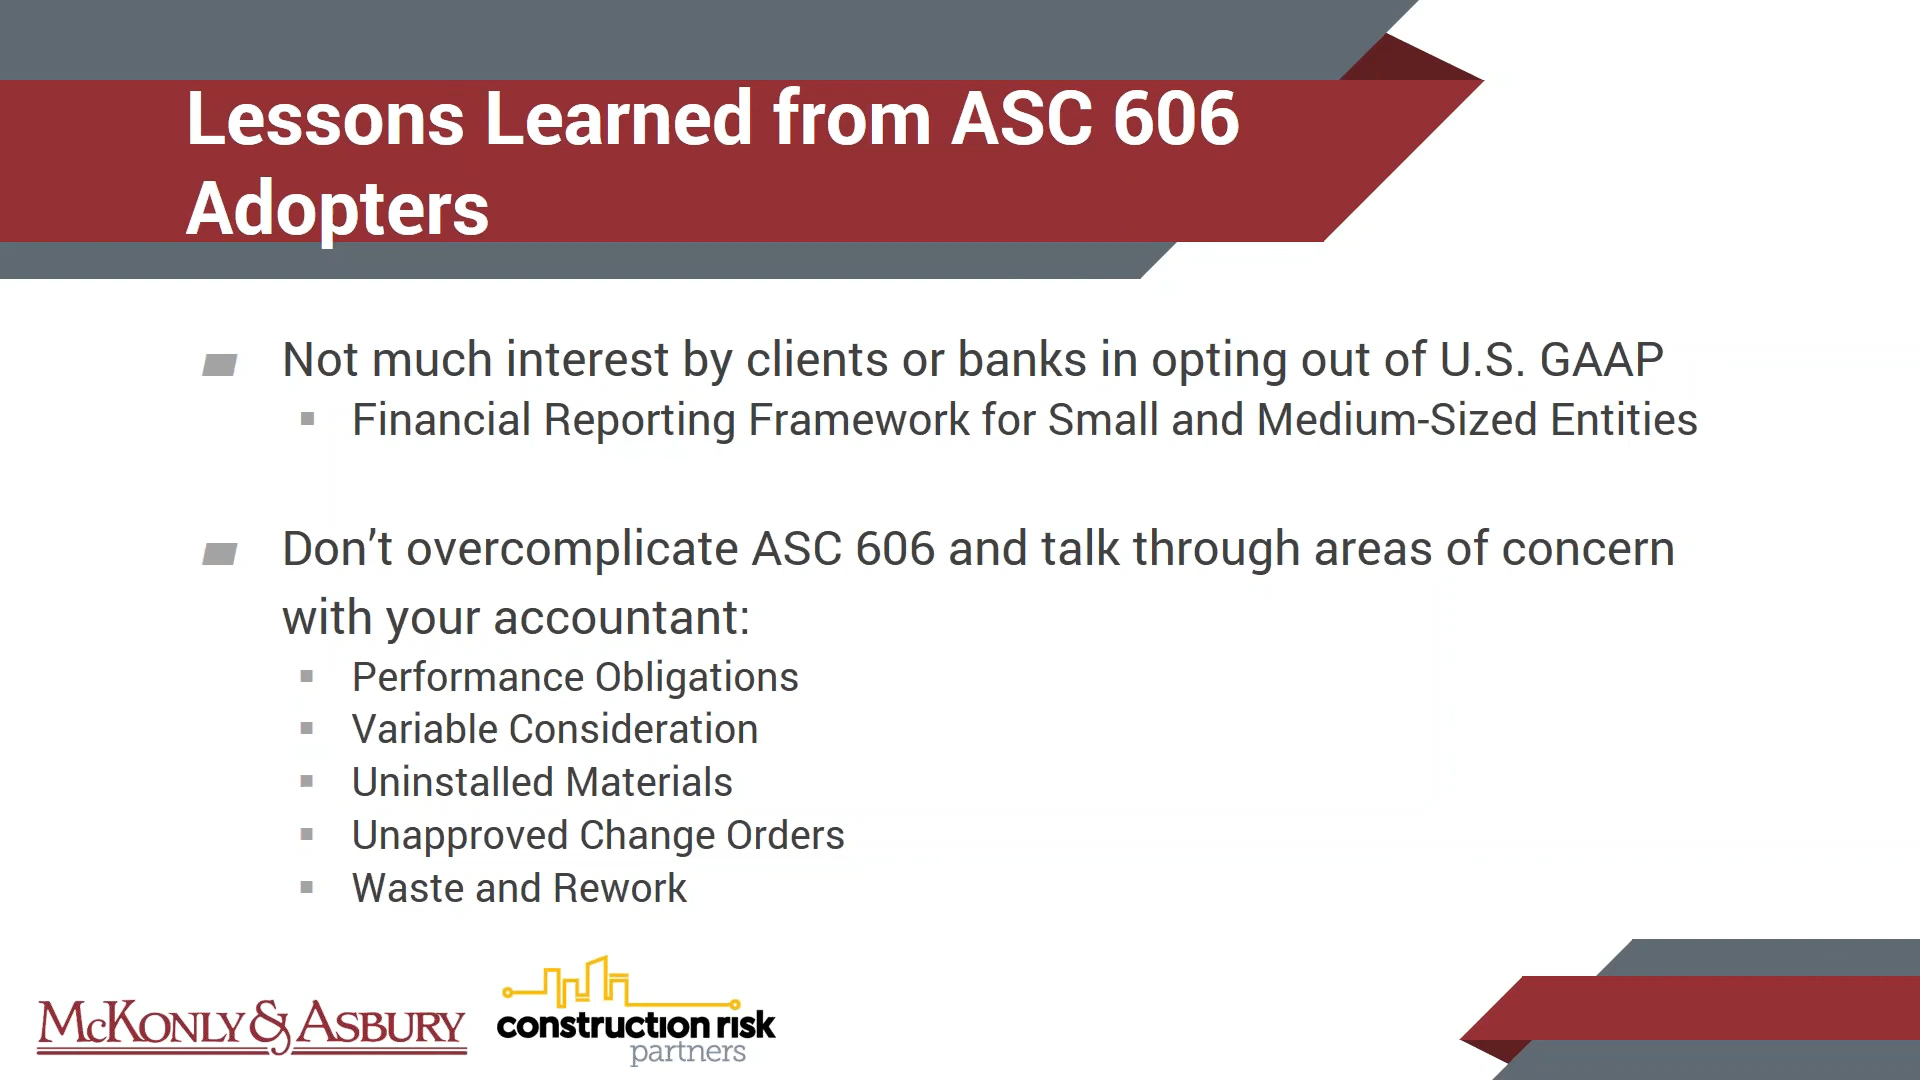 Lessons Learned from ASC 606
Adopters
Not much interest by clients or banks in opting out of U.S. GAAP
Financial Reporting Framework for Small and Medium-Sized Entities
Don’t overcomplicate ASC 606 and talk through areas of concern
with your accountant:
Performance Obligations
Variable Consideration
Uninstalled Materials
Unapproved Change Orders
Waste and Rework
McKonly & Asbury
construction risk
partners